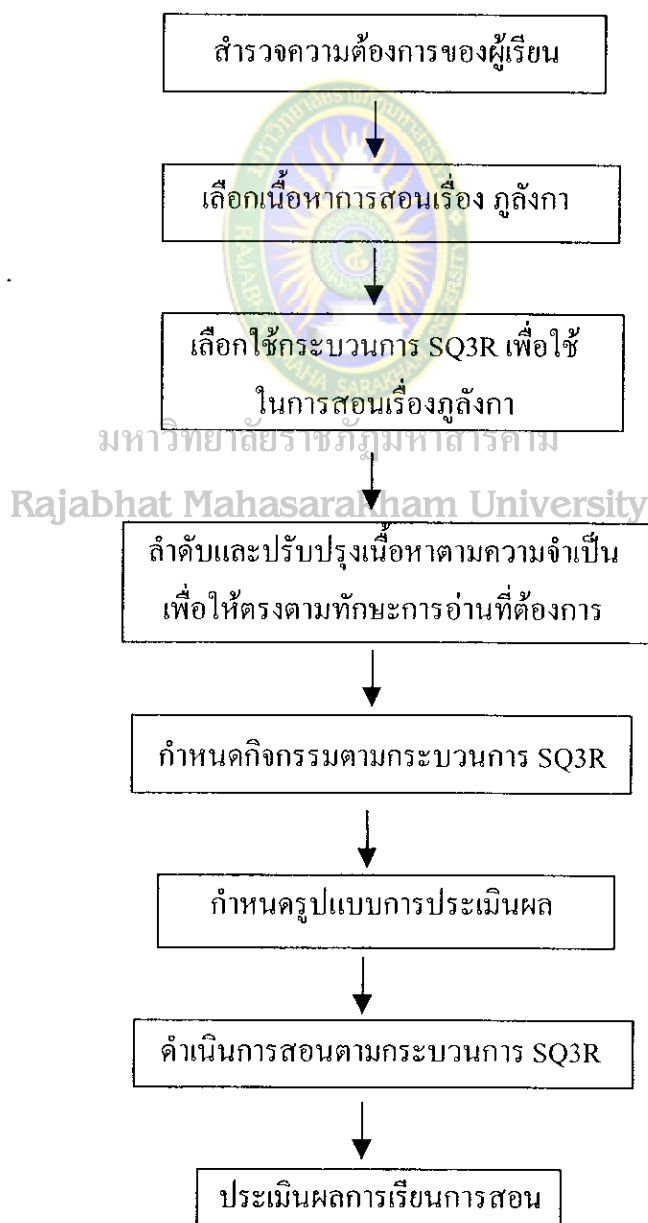 สำรวจความต้องการของผู้เรียน
เลือกเนื้อหาการสอนเรื่อง ภูลังกา
เลือกใช้กระบวนการ SQ3R เพื่อใช้
ในการสอนเรื่องภูลังกา
มหาวิทยาลัยราชภัฏมหาสารคาม
Rajabhat Mahasarakham University
ลำดับและปรับปรุงเนื้อหาตามความจำเป็น
เพื่อให้ตรงตามทักษะการอ่านที่ต้องการ
กำหนดกิจกรรมตามกระบวนการ SQ3R
กำหนดรูปแบบการประเมินผล
ดำเนินการสอนตามกระบวนการ SQ3R
ประเมินผลการเรียนการสอน